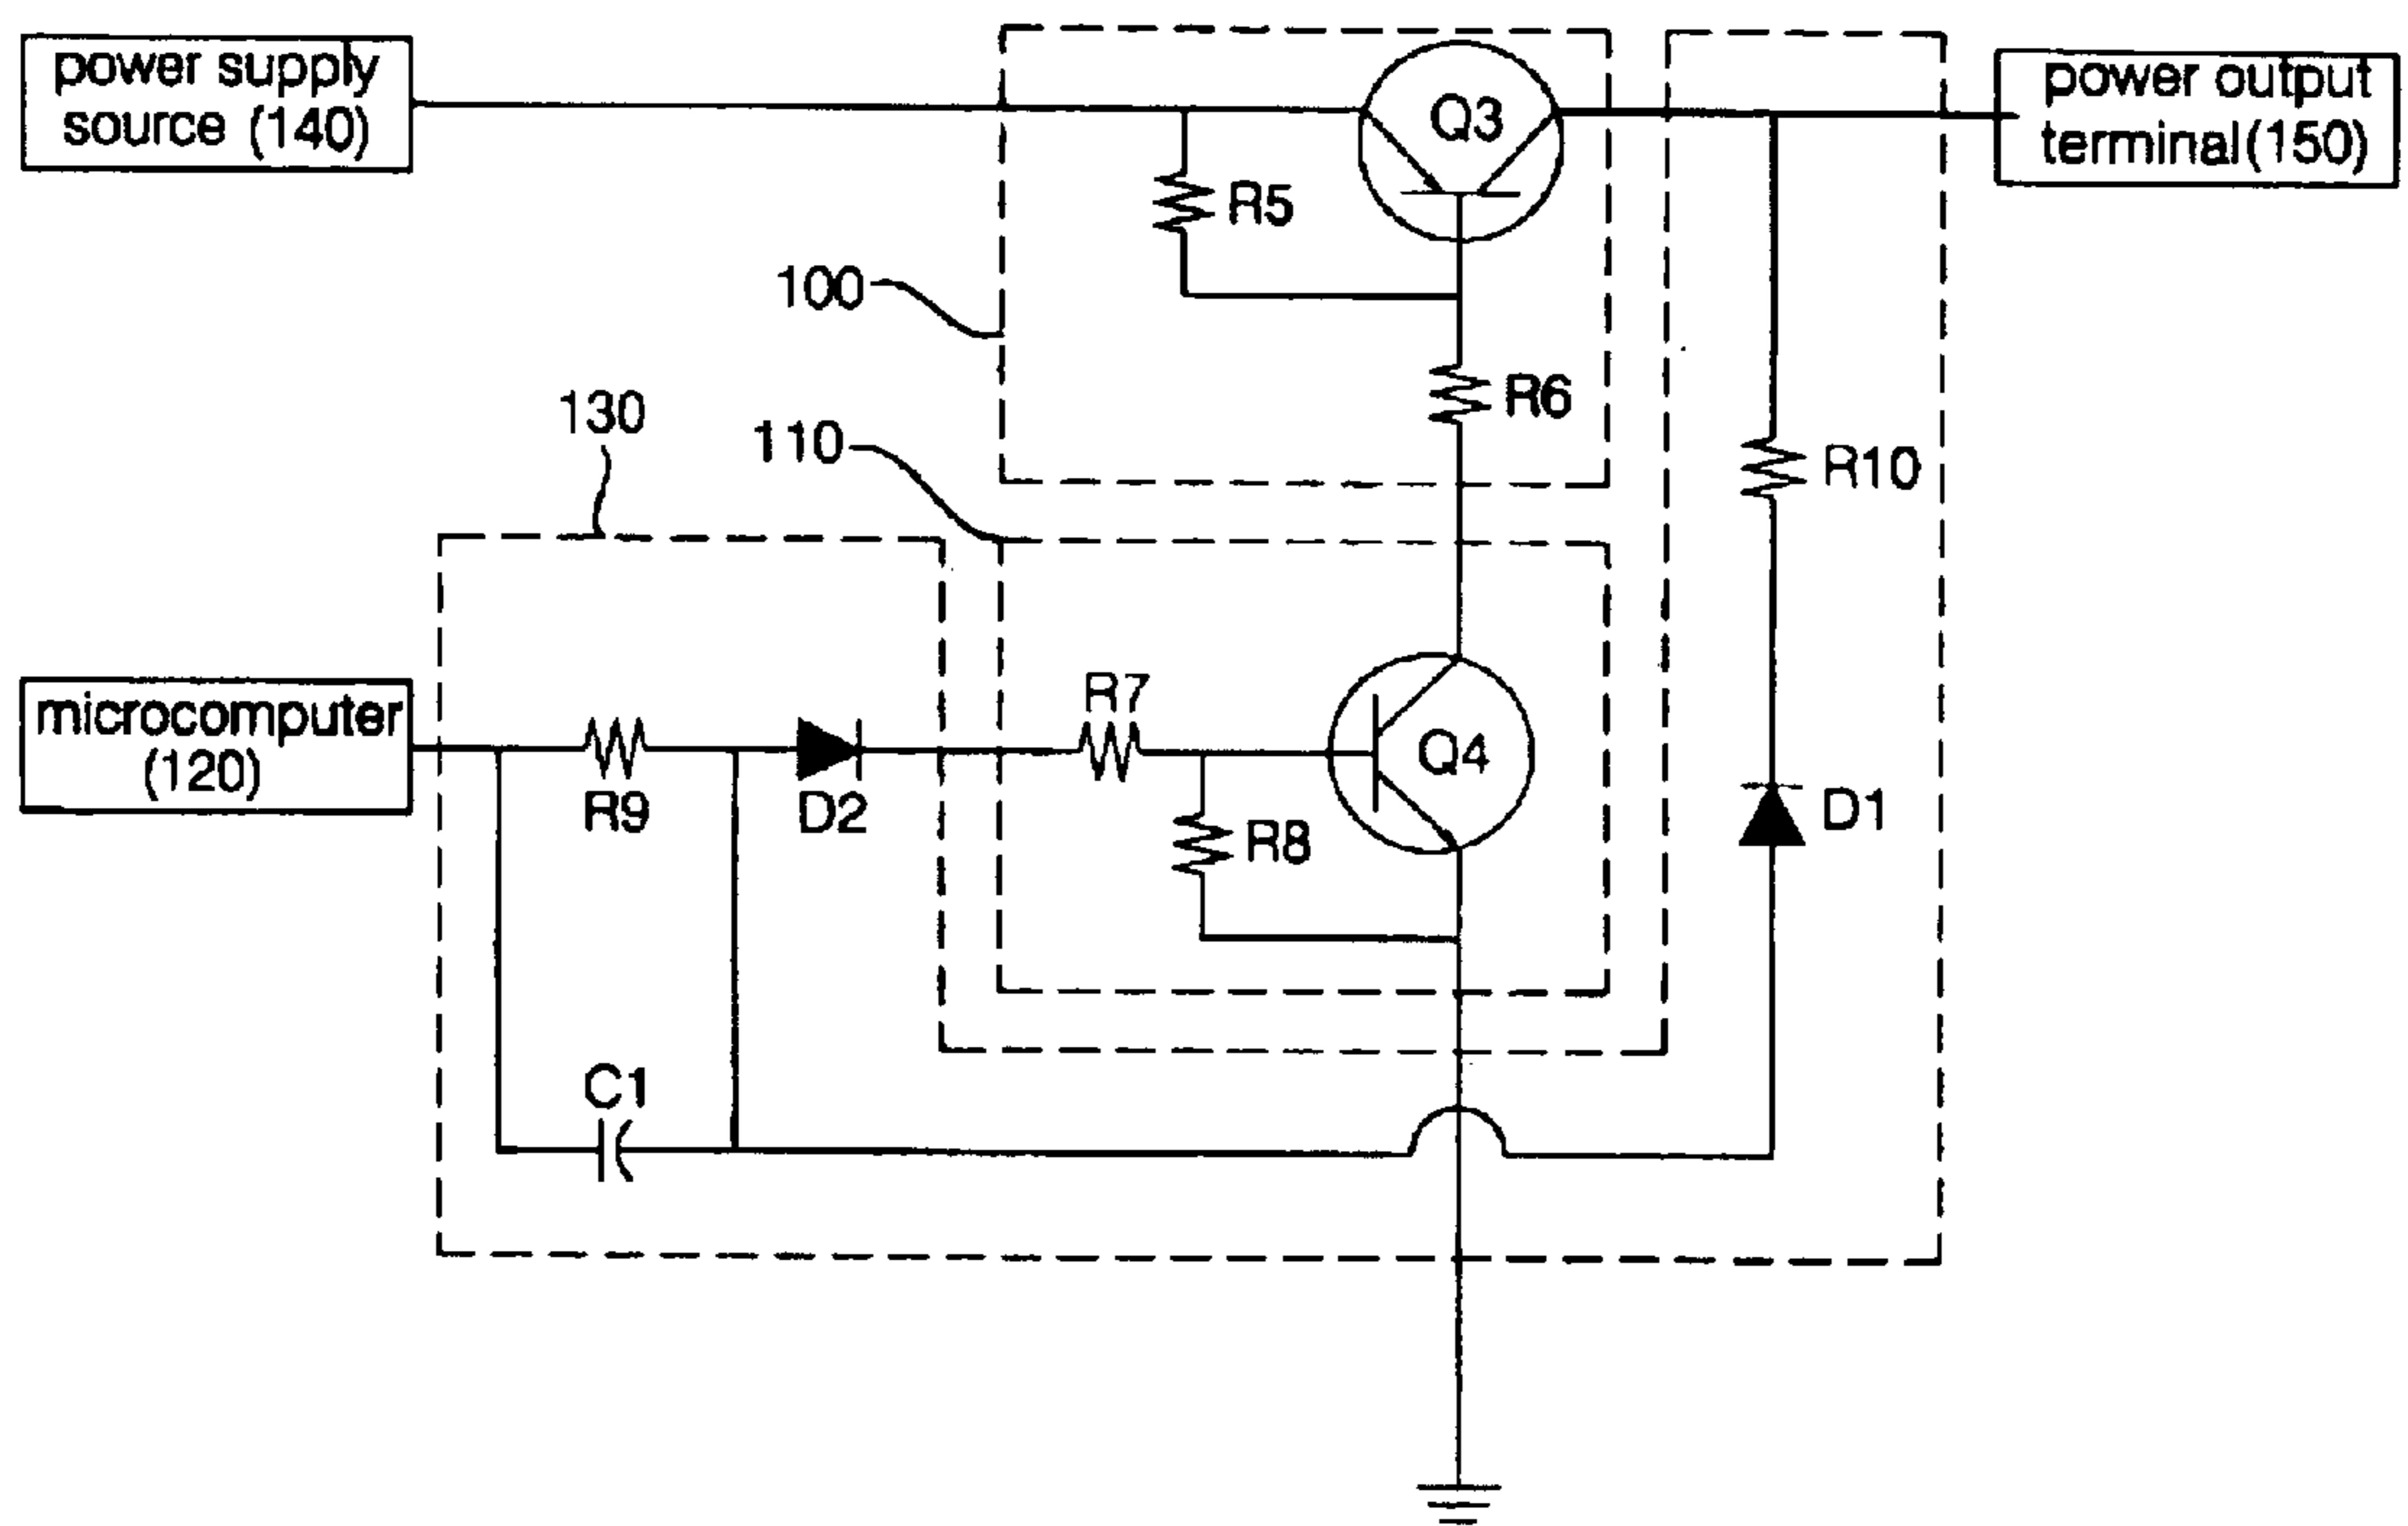 power supply
source (140)
Q3
power output
terminal(150)
R5
100
R6
130
110
R10
microcomputer
(120)
R9
D2
R7
Q4
R8
D1
C1